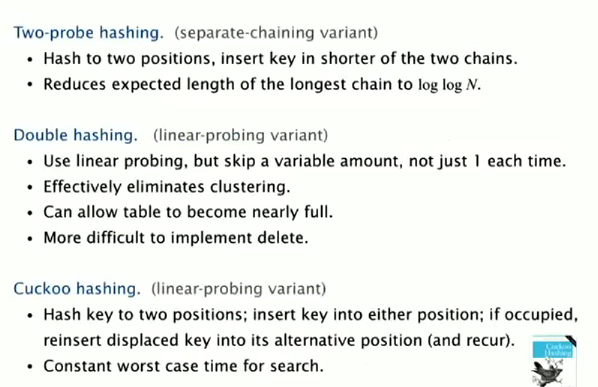 Two-probe hashing. (separate-chaining variant)
• Hash to two positions, insert key in shorter of the two chains.
• Reduces expected length of the longest chain to log log N.
Double hashing. (linear-probing variant)
• Use linear probing, but skip a variable amount, not just 1 each time.
• Effectively eliminates clustering.
• Can allow table to become nearly full.
• More difficult to implement delete.
Cuckoo hashing. (linear-probing variant)
• Hash key to two positions; insert key into either position; if occupied,
reinsert displaced key into its alternative position (and recur).
• Constant worst case time for search.
Cuckoo
Hashing